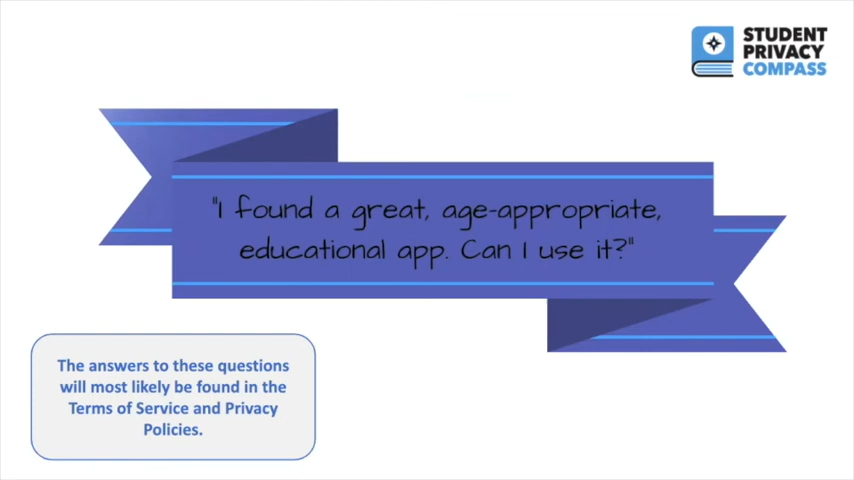 STUDENT
PRIVACY
COMPASS
"I found a great, age-appropriate,
educational app. Can I use it?"
The answers to these questions
will most likely be found in the
Terms of Service and Privacy
Policies.